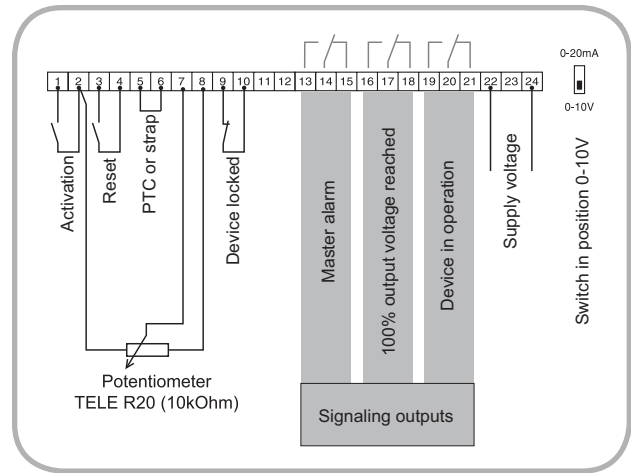 0-20mA
1 2 3 4 5 6 7 8 9 10 11 12 13 14 15 16 17 18 19 20 21 22 23 24
0-10V
Activation
Reset
PTC or strap
Device locked
Master alarm
100% output voltage reached
Device in operation
Supply voltage
Switch in position 0-10V
Potentiometer
TELE R20 (10kOhm)
Signaling outputs